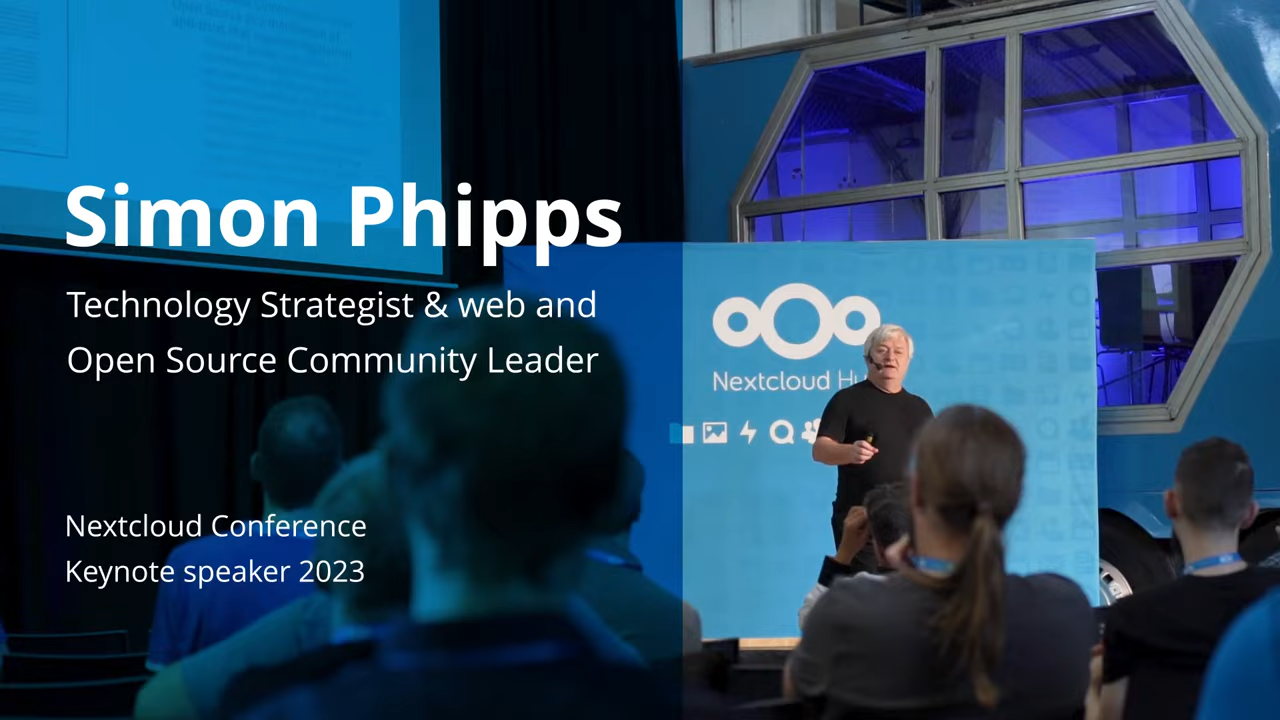 Simon Phipps
Technology Strategist & web and
Open Source Community Leader
Nextcloud Hu
Nextcloud Conference
Keynote speaker 2023